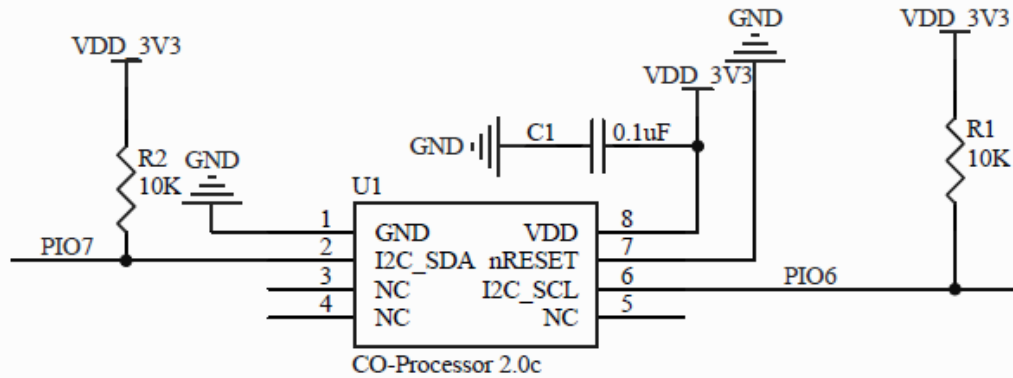 VDD_3V3
GND
VDD_3V3
VDD_3V3
GND
C1
0.1uF
R1
10K
R2
10K
GND
U1
1
GND
VDD
8
PIO7
2
I2C_SDA
nRESET
7
3
NC
I2C_SCL
6
PIO6
4
NC
NC
5
CO-Processor 2.0c